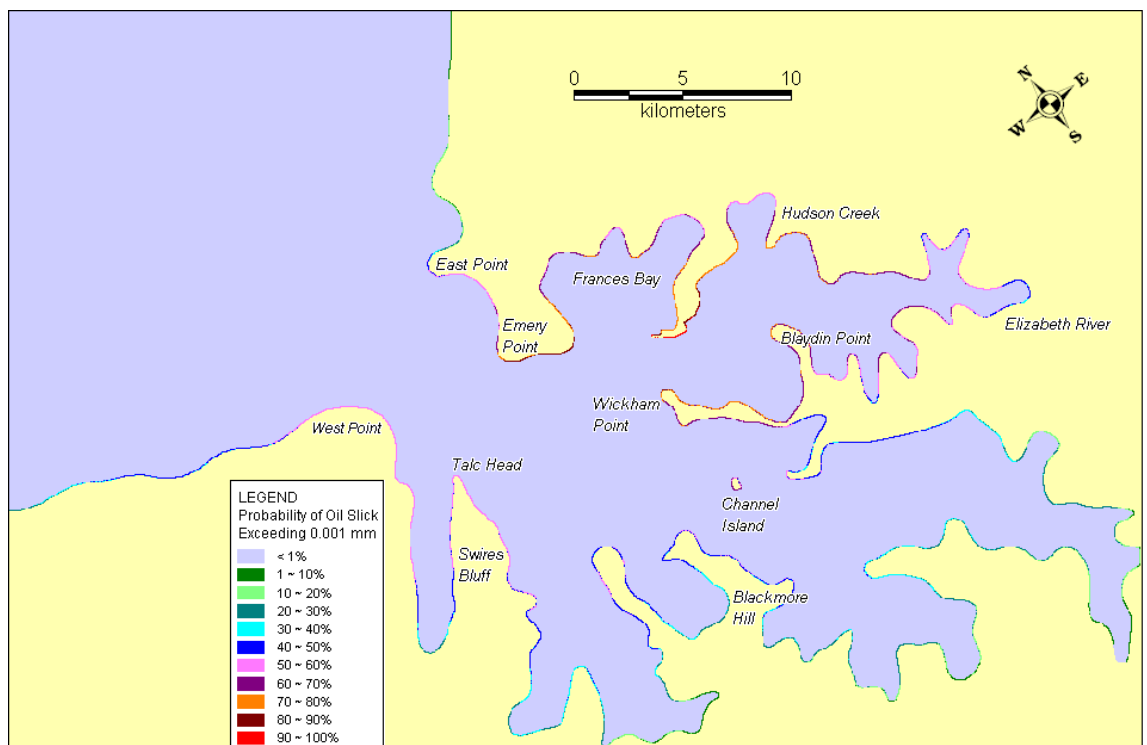 0 5 10
kilometers
N E
W S
Hudson Creek
East Point
Frances Bay
Emery
Point
Elizabeth River
Blaydin Point
Wickham
Point
West Point
Talc Head
Channel
Island
Swires
Bluff
Blackmore
Hill
LEGEND
Probability of Oil Slick
Exceeding 0.001 mm
< 1%
1 ~ 10%
10 ~ 20%
20 ~ 30%
30 ~ 40%
40 ~ 50%
50 ~ 60%
60 ~ 70%
70 ~ 80%
80 ~ 90%
90 ~ 100%